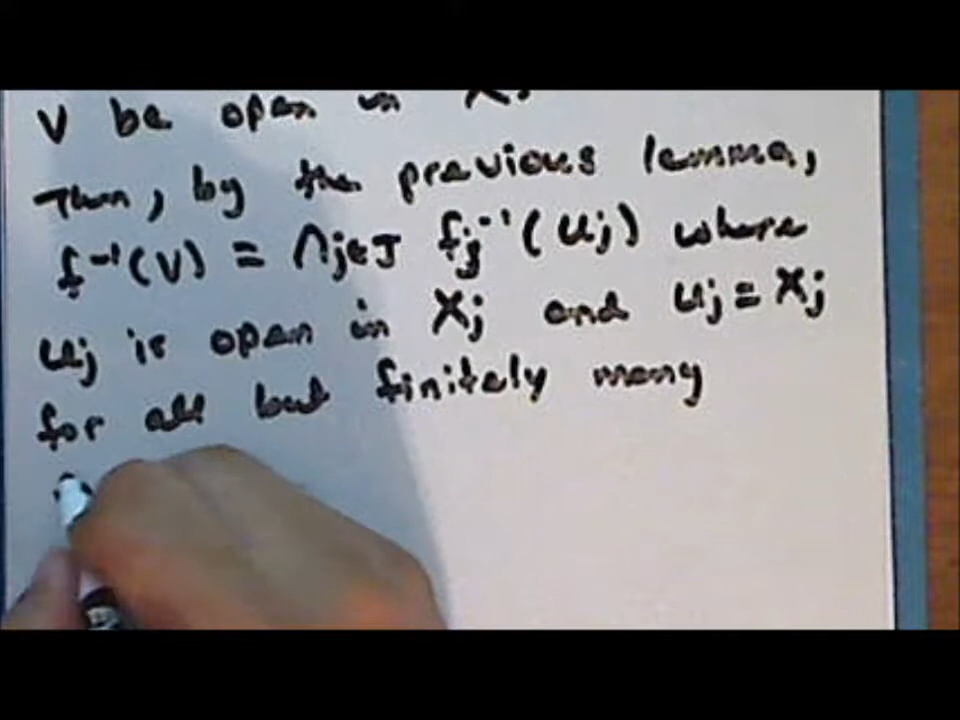 V be open in X.
Then, by the previous lemma,
f⁻¹(V) = ∩j∈J fj⁻¹(Uj) where
Uj is open in Xj and Uj = Xj
for all but finitely many